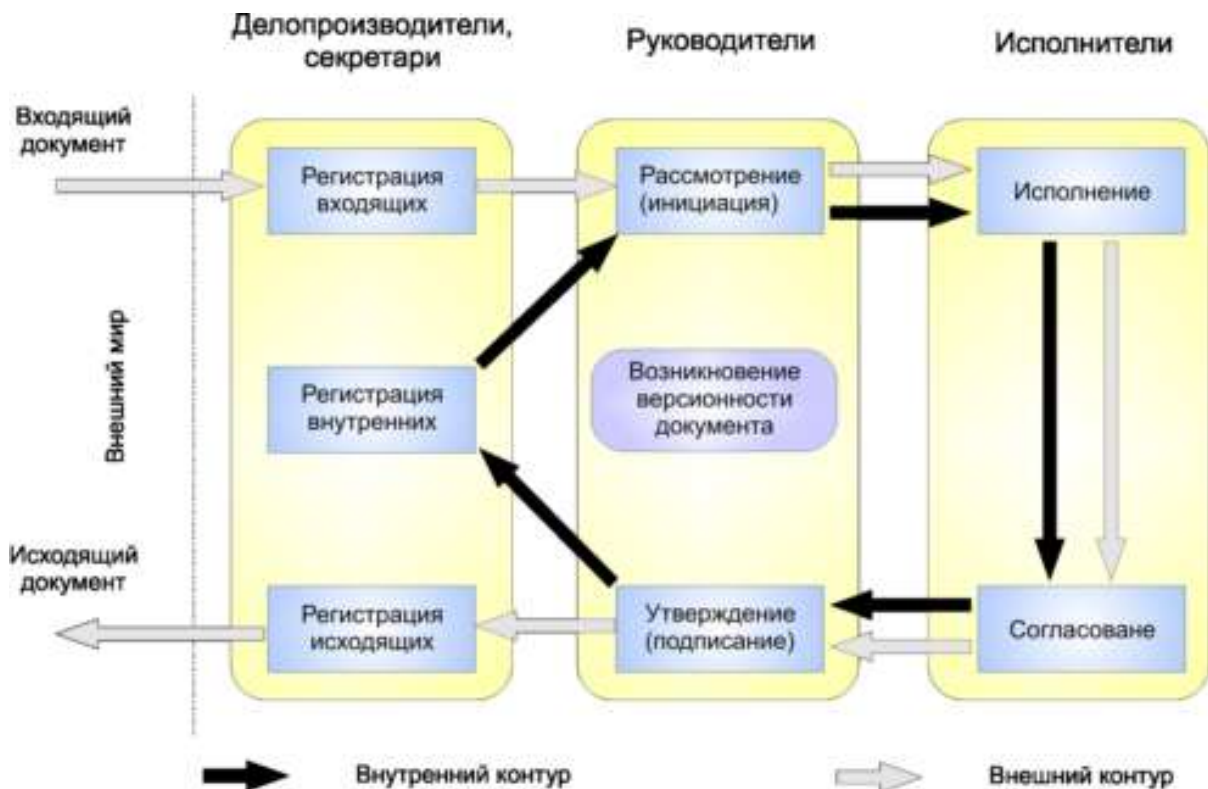 Делопроизводители,
секретари
Руководители
Исполнители
Входящий
документ
Регистрация
входящих
Рассмотрение
(инициация)
Исполнение
Внешний мир
Регистрация
внутренних
Возникновение
версионности
документа
Исходящий
документ
Регистрация
исходящих
Утверждение
(подписание)
Согласоване
Внутренний контур
Внешний контур